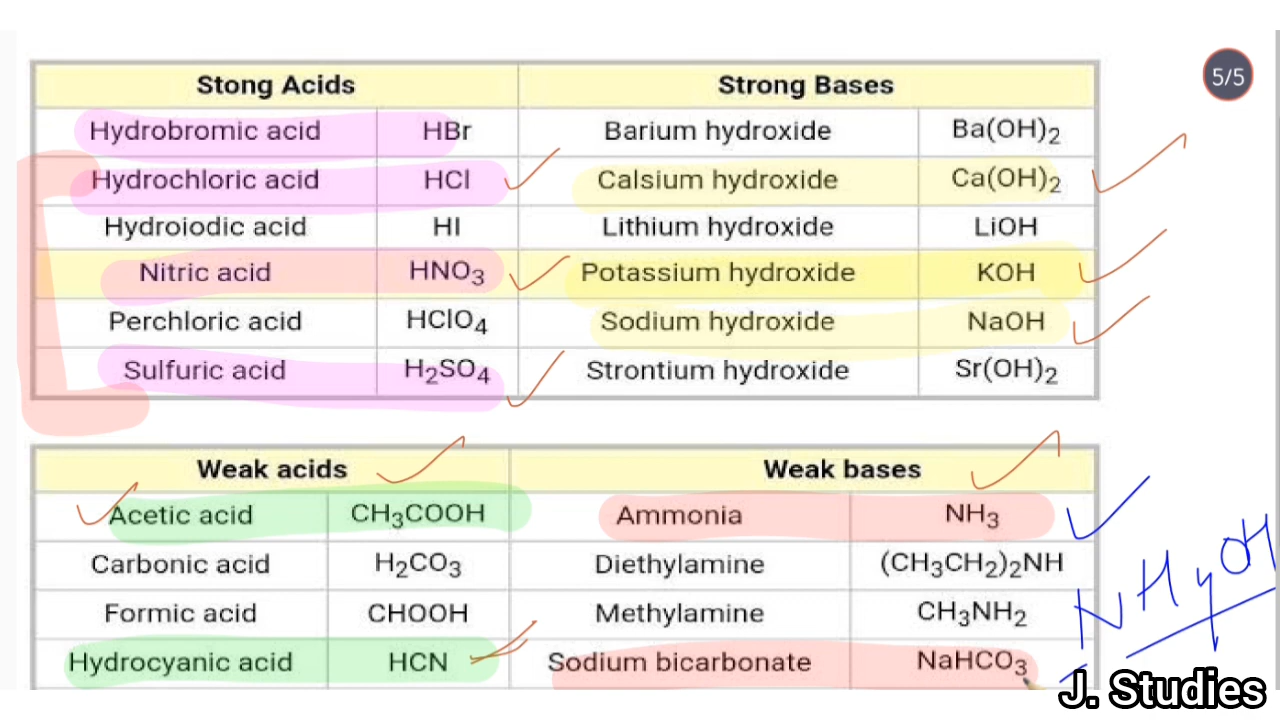 5/5
Stong Acids Strong Bases
Hydrobromic acid HBr Barium hydroxide Ba(OH)2
Hydrochloric acid HCl Calsium hydroxide Ca(OH)2
Hydroiodic acid HI Lithium hydroxide LiOH
Nitric acid HNO3 Potassium hydroxide KOH
Perchloric acid HClO4 Sodium hydroxide NaOH
Sulfuric acid H2SO4 Strontium hydroxide Sr(OH)2
Weak acids Weak bases
Acetic acid CH3COOH Ammonia NH3
Carbonic acid H2CO3 Diethylamine (CH3CH2)2NH
Formic acid CHOOH Methylamine CH3NH2
Hydrocyanic acid HCN Sodium bicarbonate NaHCO3
NH4OH
J. Studies